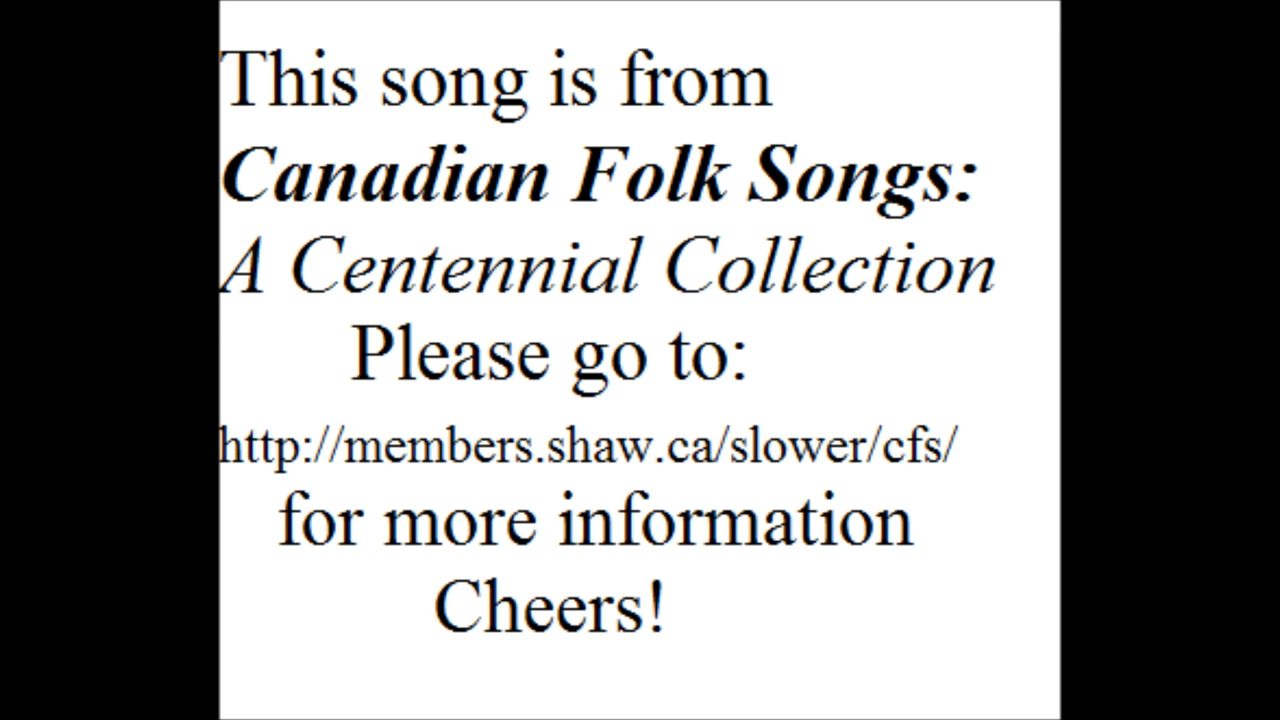 This song is from
Canadian Folk Songs:
A Centennial Collection
Please go to:
http://members.shaw.ca/slower/cfs/
for more information
Cheers!